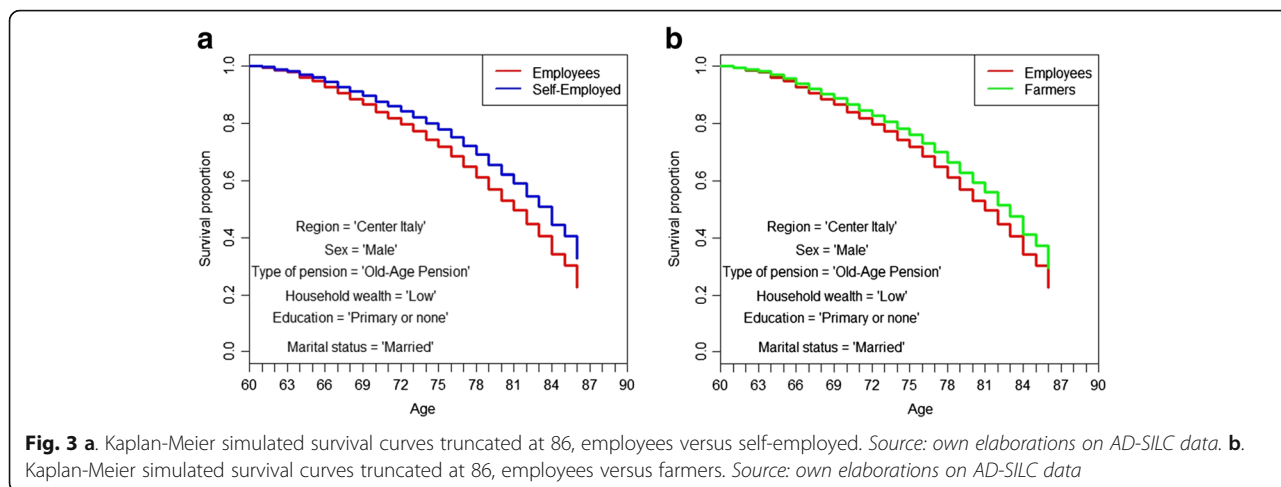 a
b
1.0
0.8
0.6
0.4
0.2
0.0
Survival proportion
Employees
Self-Employed
Region = 'Center Italy'
Sex = 'Male'
Type of pension = 'Old-Age Pension'
Household wealth = 'Low'
Education = 'Primary or none'
Marital status = 'Married'
60 63 66 69 72 75 78 81 84 87 90
Age
1.0
0.8
0.6
0.4
0.2
0.0
Survival proportion
Employees
Farmers
Region = 'Center Italy'
Sex = 'Male'
Type of pension = 'Old-Age Pension'
Household wealth = 'Low'
Education = 'Primary or none'
Marital status = 'Married'
60 63 66 69 72 75 78 81 84 87 90
Age
Fig. 3 a. Kaplan-Meier simulated survival curves truncated at 86, employees versus self-employed. Source: own elaborations on AD-SILC data. b.
Kaplan-Meier simulated survival curves truncated at 86, employees versus farmers. Source: own elaborations on AD-SILC data